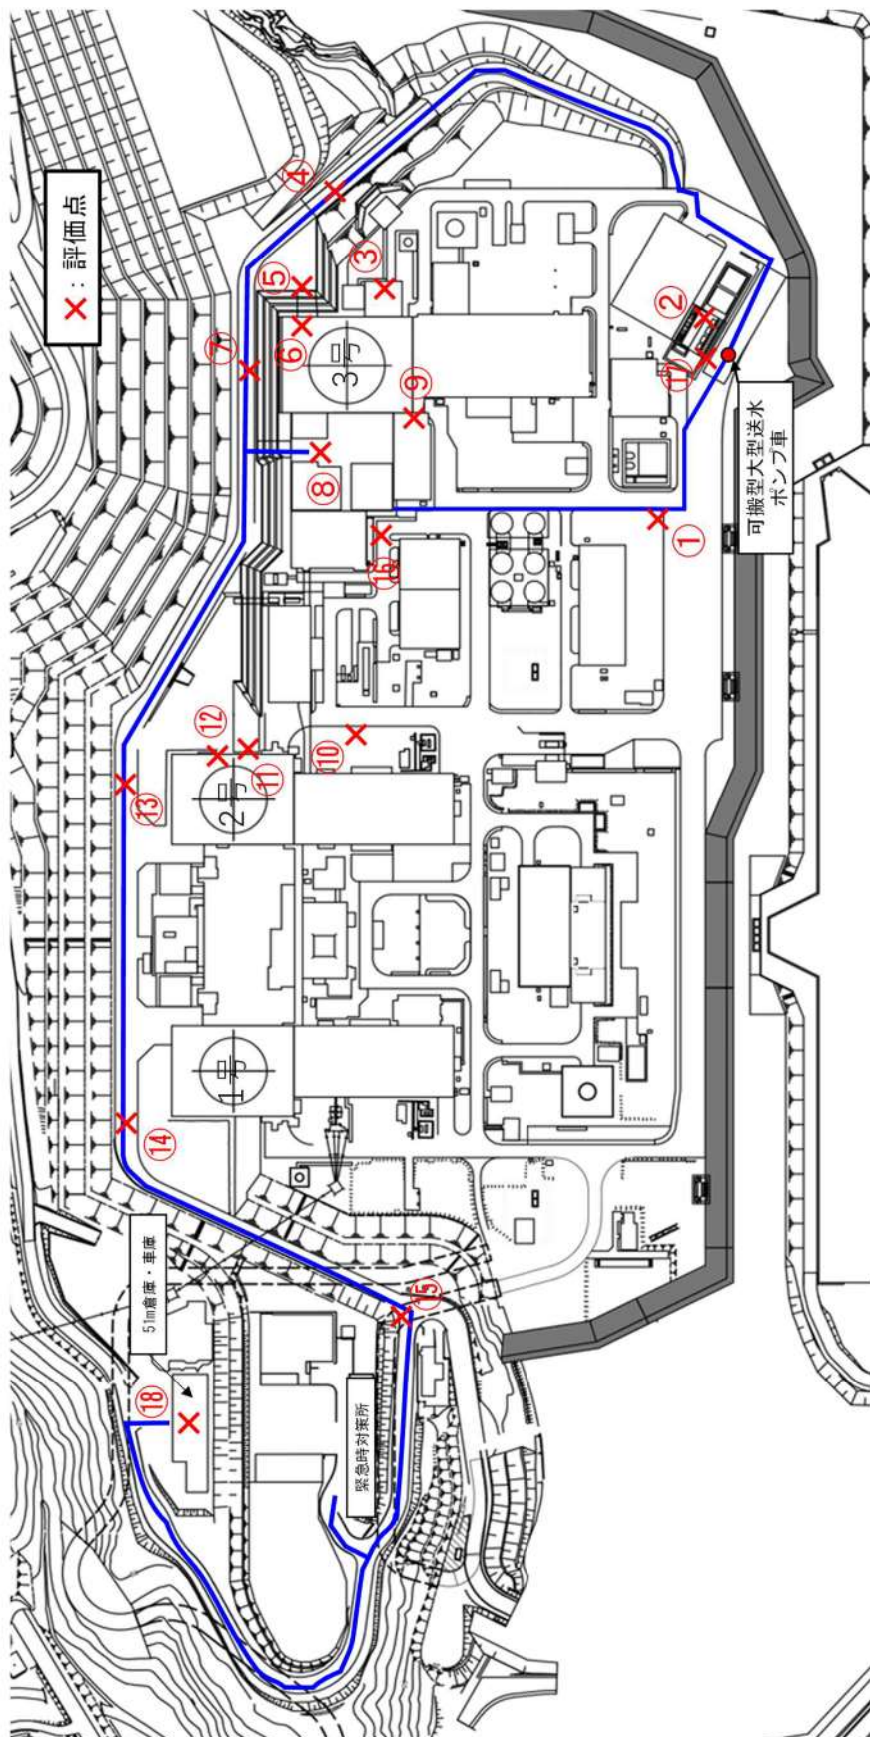 ×：評価点
④
⑤
③
⑦
⑥
3号
②
⑨
⑰
⑧
①
可搬型大型送水
ポンプ車
⑯
⑫
⑩
⑪
2号
⑬
1号
⑭
51m倉庫・車庫
⑮
⑱
緊急時対策所